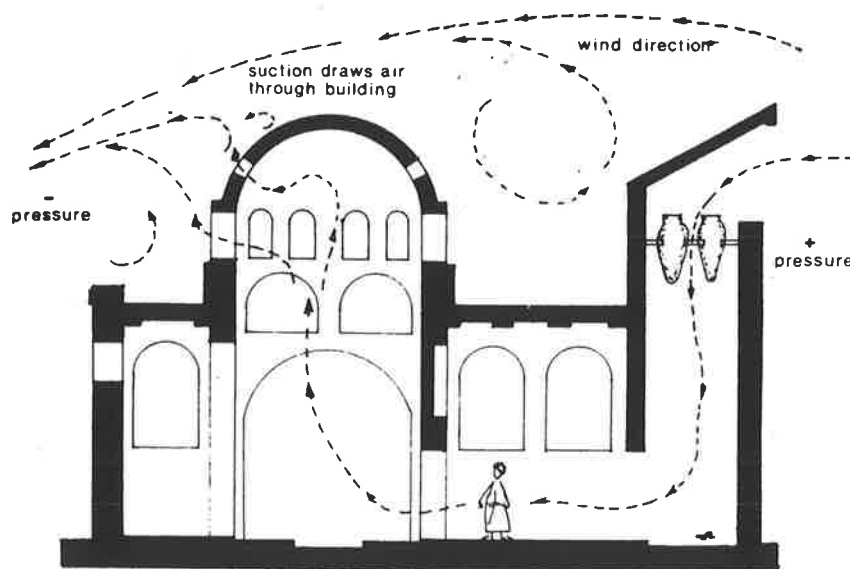 wind direction
suction draws air
through building
-
pressure
+
pressure